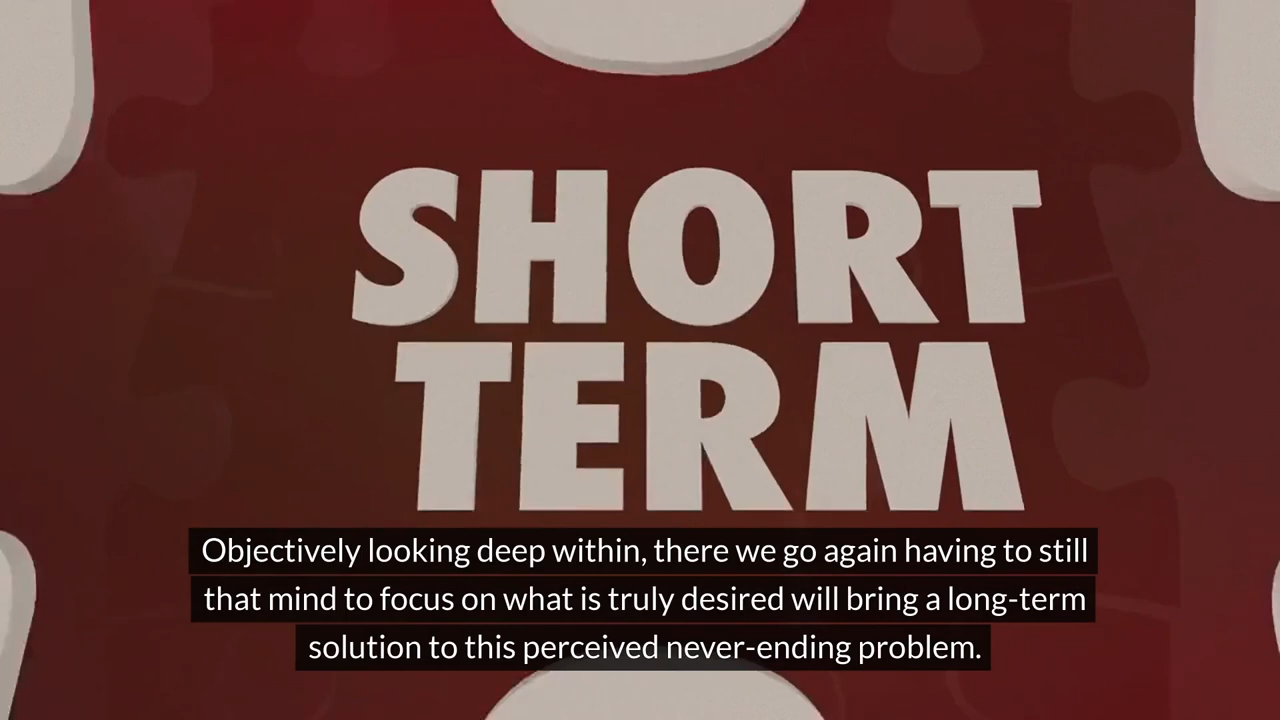 SHORT
TERM
Objectively looking deep within, there we go again having to still
that mind to focus on what is truly desired will bring a long-term
solution to this perceived never-ending problem.